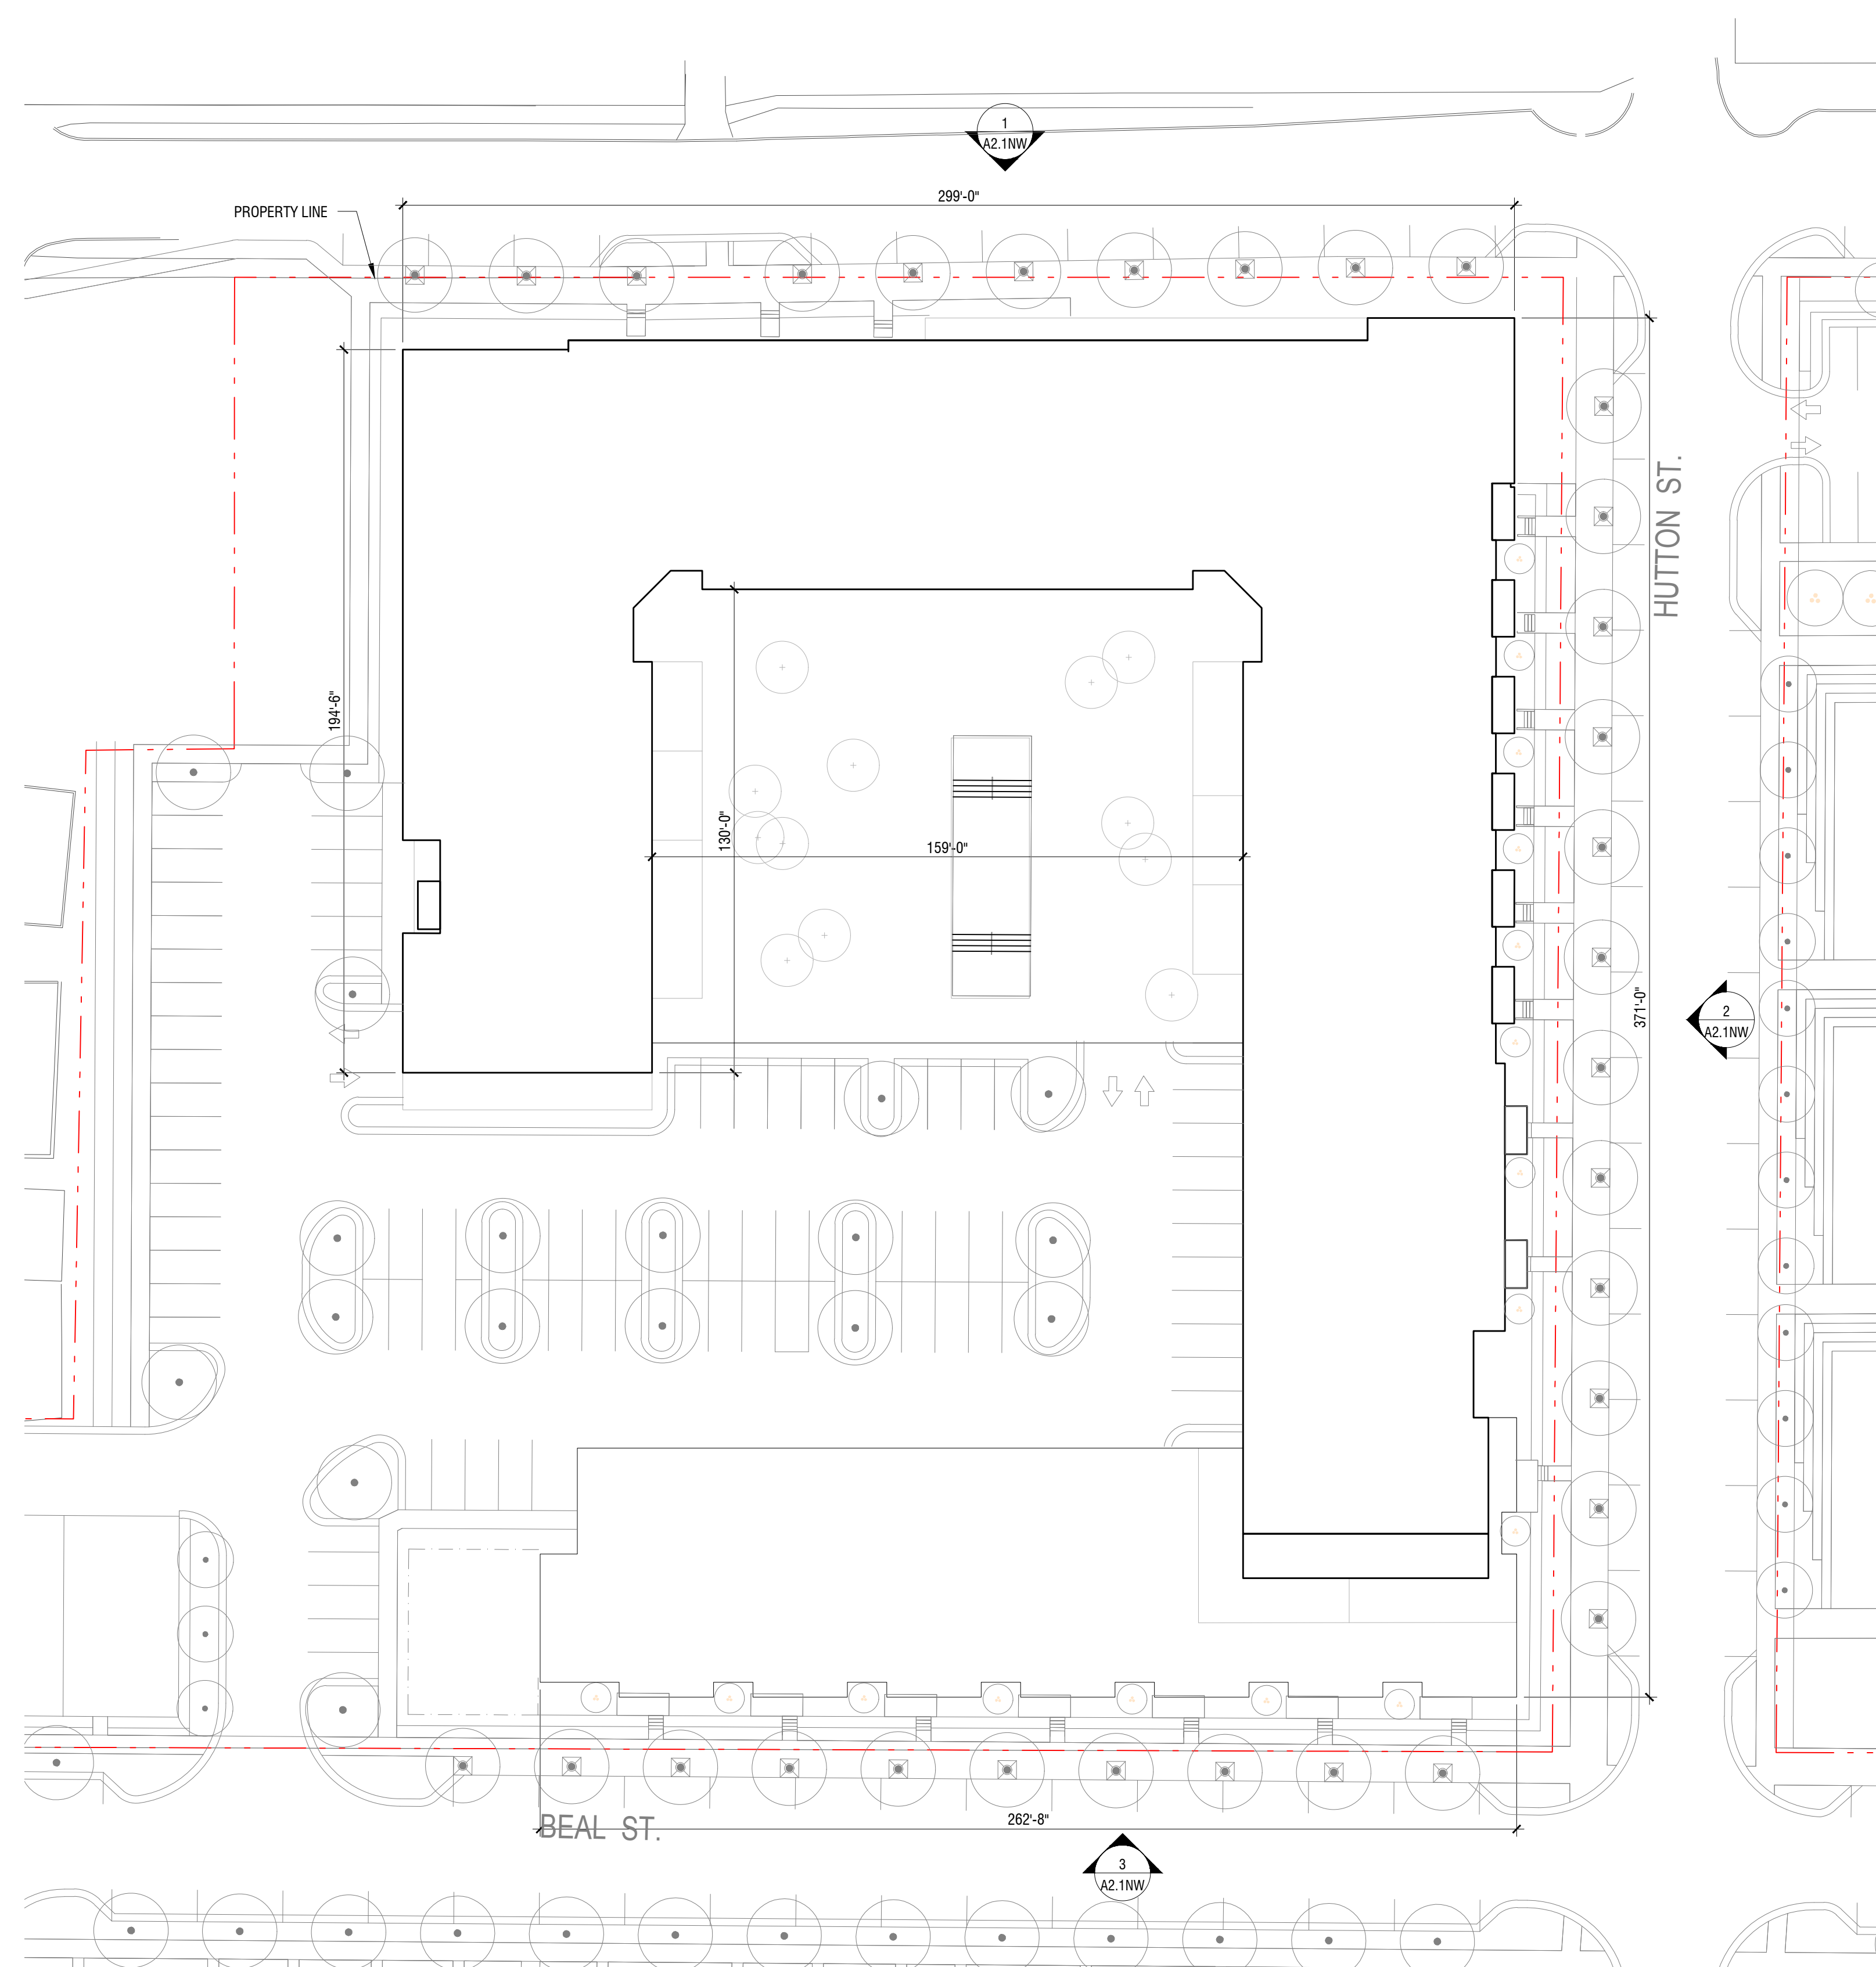 1
A2.1NW
299'-0"
PROPERTY LINE
HUTTON ST.
194'-6"
130'-0"
159'-0"
371'-0"
2
A2.1NW
262'-8"
BEAL ST.
3
A2.1NW